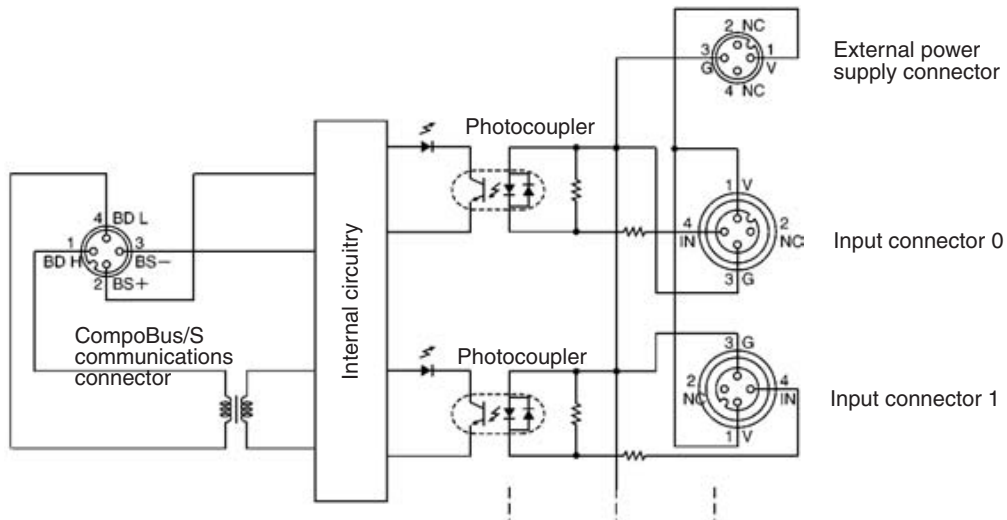 2 NC
3
1
G
V
4 NC
External power
supply connector
Photocoupler
1 V
4
IN
2
NC
3 G
Input connector 0
4 BD L
1
3
BD H
BS−
2 BS+
CompoBus/S
communications
connector
Internal circuitry
Photocoupler
3 G
2
NC
4
IN
1 V
Input connector 1